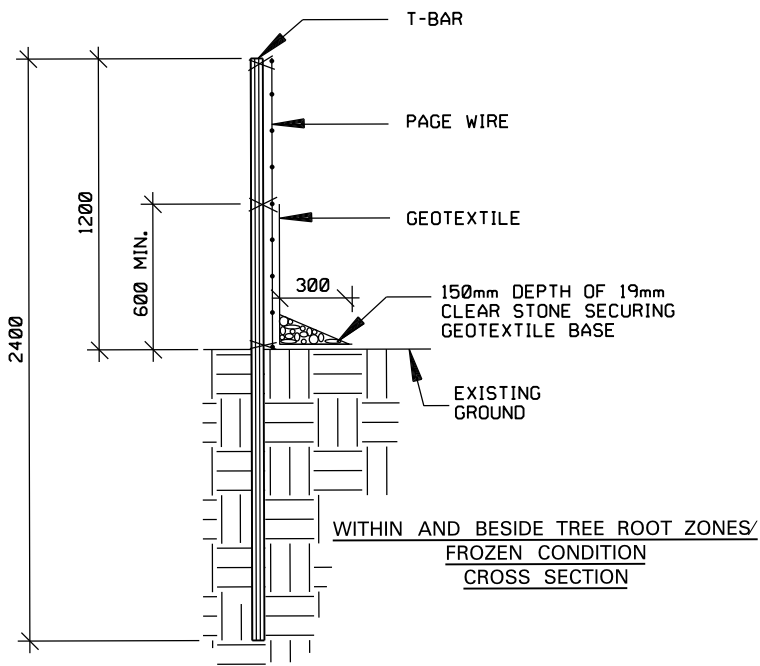 T-BAR
PAGE WIRE
GEOTEXTILE
300
150mm DEPTH OF 19mm
CLEAR STONE SECURING
GEOTEXTILE BASE
EXISTING
GROUND
1200
600 MIN.
2400
WITHIN AND BESIDE TREE ROOT ZONES/
FROZEN CONDITION
CROSS SECTION